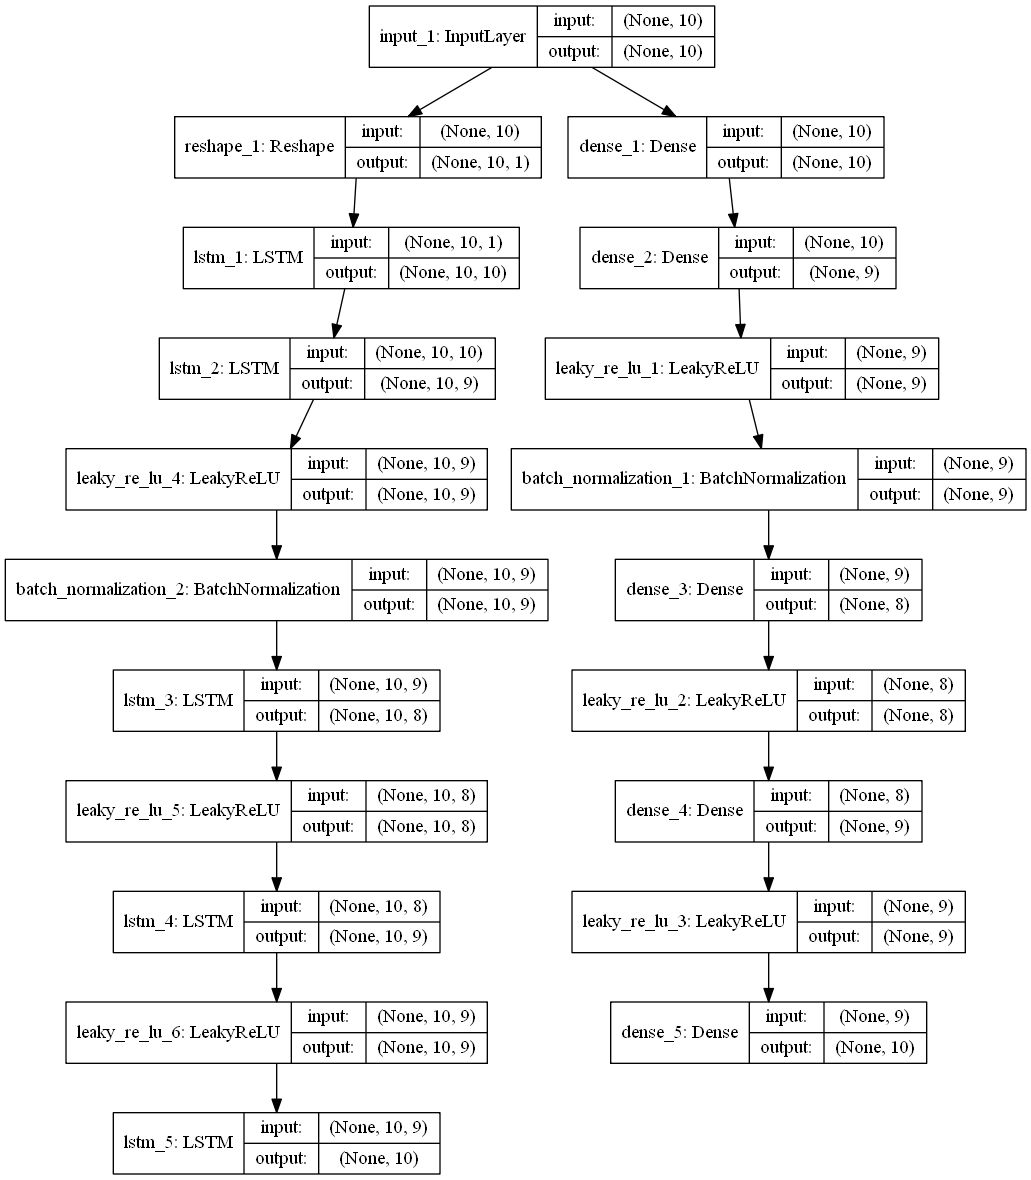 input_1: InputLayer
input: (None, 10)
output: (None, 10)
reshape_1: Reshape
input: (None, 10)
output: (None, 10, 1)
dense_1: Dense
input: (None, 10)
output: (None, 10)
lstm_1: LSTM
input: (None, 10, 1)
output: (None, 10, 10)
dense_2: Dense
input: (None, 10)
output: (None, 9)
lstm_2: LSTM
input: (None, 10, 10)
output: (None, 10, 9)
leaky_re_lu_1: LeakyReLU
input: (None, 9)
output: (None, 9)
leaky_re_lu_4: LeakyReLU
input: (None, 10, 9)
output: (None, 10, 9)
batch_normalization_1: BatchNormalization
input: (None, 9)
output: (None, 9)
batch_normalization_2: BatchNormalization
input: (None, 10, 9)
output: (None, 10, 9)
dense_3: Dense
input: (None, 9)
output: (None, 8)
lstm_3: LSTM
input: (None, 10, 9)
output: (None, 10, 8)
leaky_re_lu_2: LeakyReLU
input: (None, 8)
output: (None, 8)
leaky_re_lu_5: LeakyReLU
input: (None, 10, 8)
output: (None, 10, 8)
dense_4: Dense
input: (None, 8)
output: (None, 9)
lstm_4: LSTM
input: (None, 10, 8)
output: (None, 10, 9)
leaky_re_lu_3: LeakyReLU
input: (None, 9)
output: (None, 9)
leaky_re_lu_6: LeakyReLU
input: (None, 10, 9)
output: (None, 10, 9)
dense_5: Dense
input: (None, 9)
output: (None, 10)
lstm_5: LSTM
input: (None, 10, 9)
output: (None, 10)